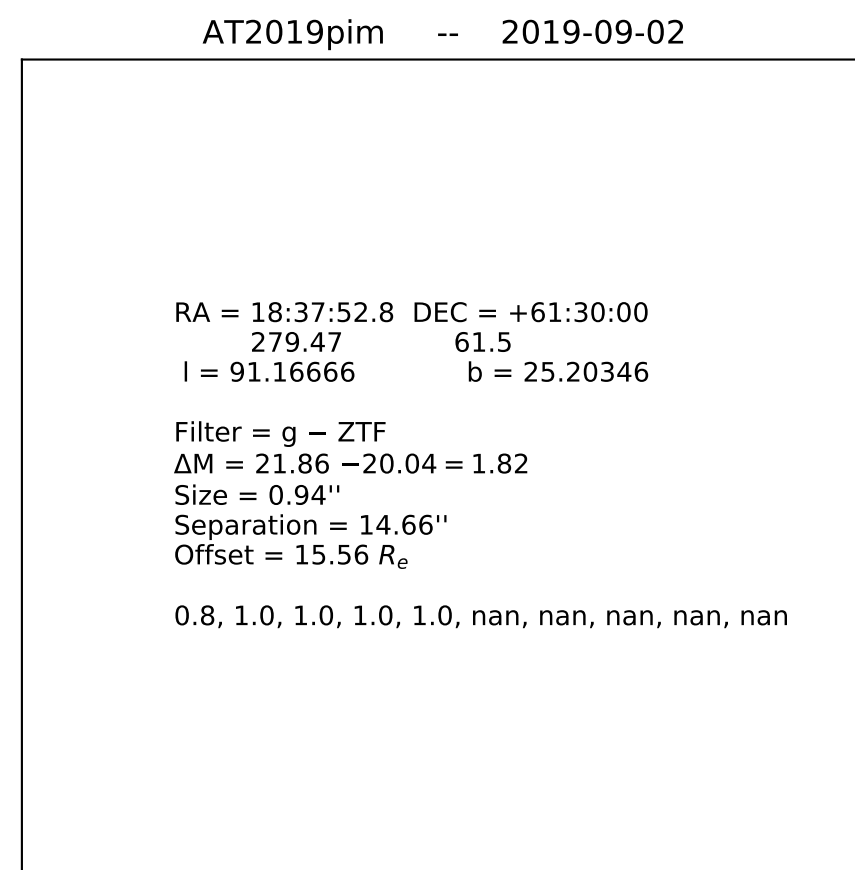 AT2019pim -- 2019-09-02
RA = 18:37:52.8 DEC = +61:30:00
279.47 61.5
l = 91.16666 b = 25.20346
Filter = g − ZTF
ΔM = 21.86 −20.04 = 1.82
Size = 0.94''
Separation = 14.66''
Offset = 15.56 Rₑ
0.8, 1.0, 1.0, 1.0, 1.0, nan, nan, nan, nan, nan